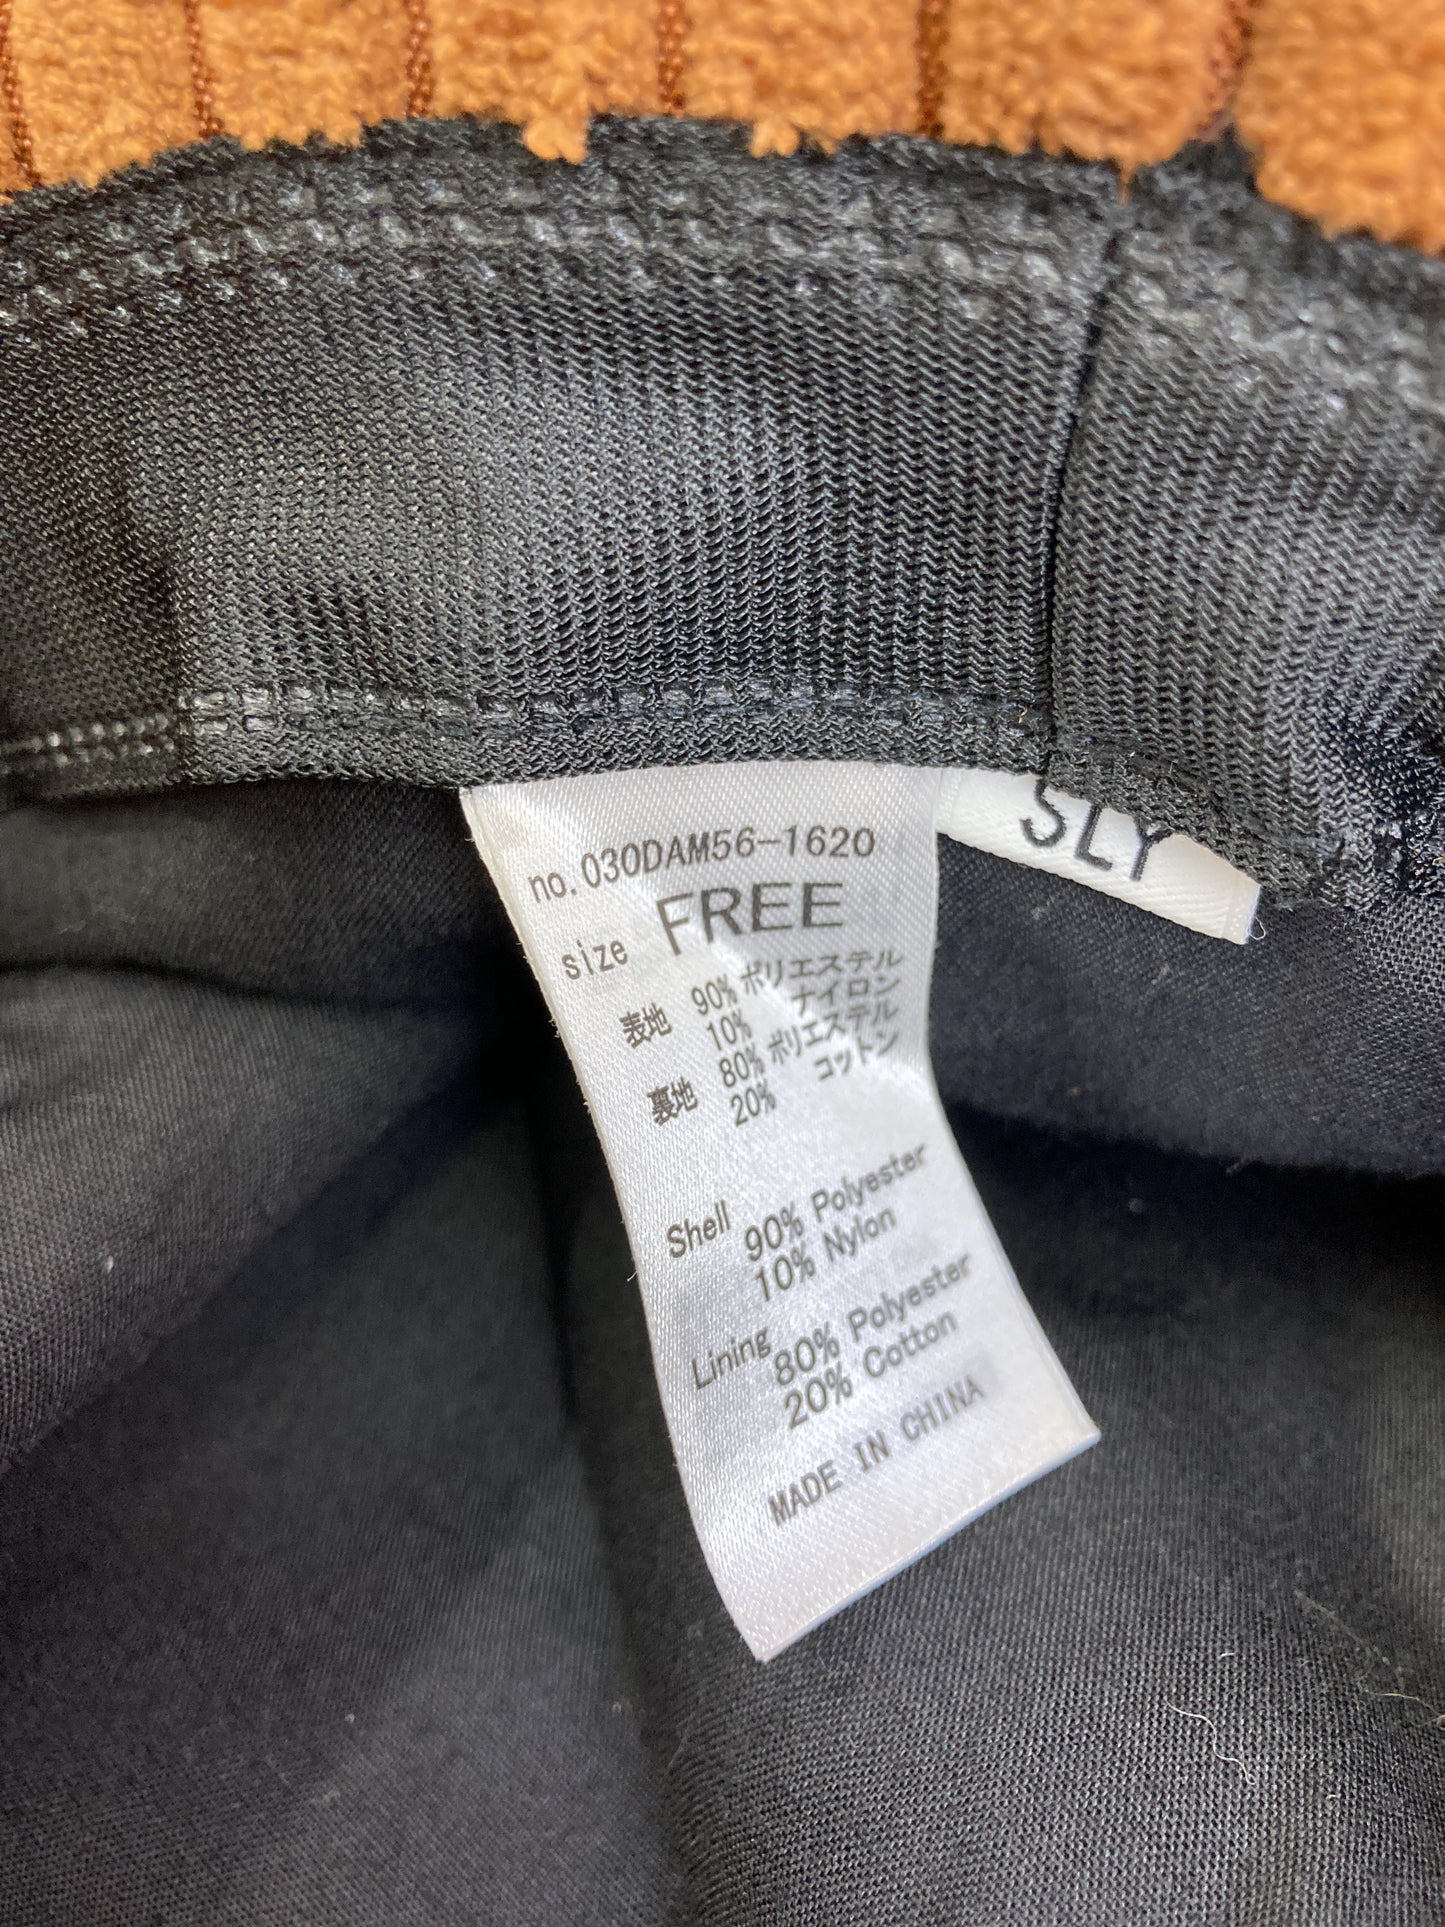 no.030DAM56-1620
size FREE
表地 90% ポリエステル
10% ナイロン
裏地 80% ポリエステル
20% コットン
Shell 90% Polyester
10% Nylon
Lining 80% Polyester
20% Cotton
MADE IN CHINA
SLY